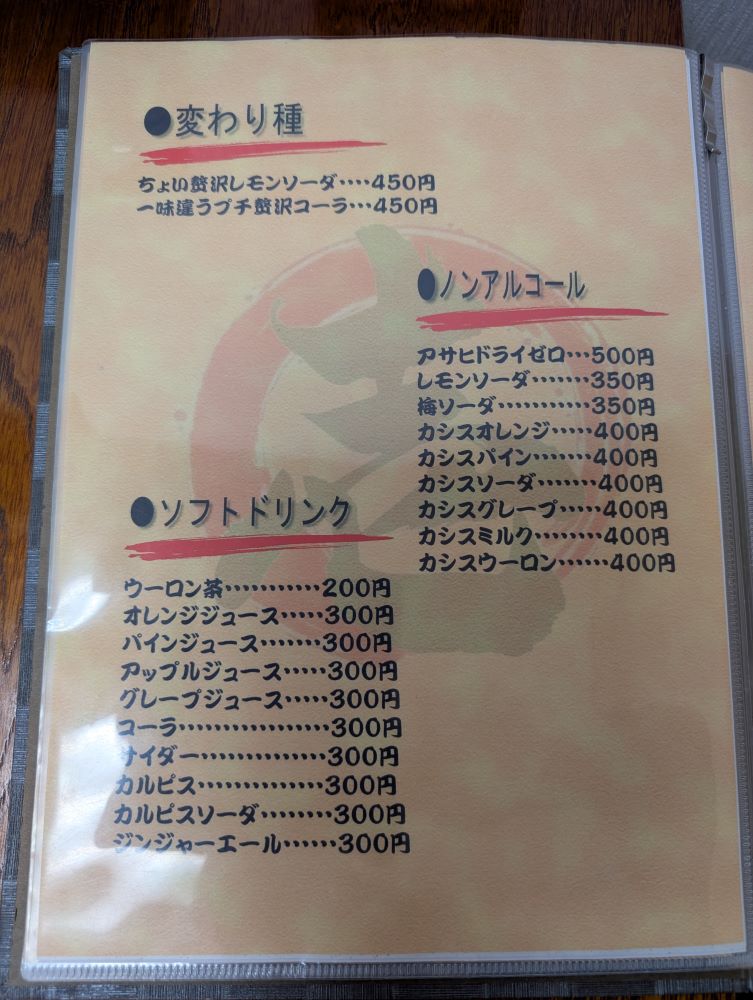 ●変わり種
ちょい贅沢レモンソーダ‥‥450円
一味違うプチ贅沢コーラ…450円
●ノンアルコール
アサヒドライゼロ…500円
レモンソーダ‥‥‥‥350円
梅ソーダ…………350円
カシスオレンジ……400円
カシスパイン‥‥‥‥400円
カシスソーダ‥‥‥‥400円
カシスグレープ‥‥‥400円
カシスミルク‥‥‥‥400円
カシスウーロン……400円
●ソフトドリンク
ウーロン茶…………200円
オレンジジュース‥‥‥300円
パインジュース‥‥‥‥300円
アップルジュース‥‥‥300円
グレープジュース‥‥‥300円
コーラ………………300円
サイダー……………300円
カルピス……………300円
カルピスソーダ………300円
ジンジャーエール……300円